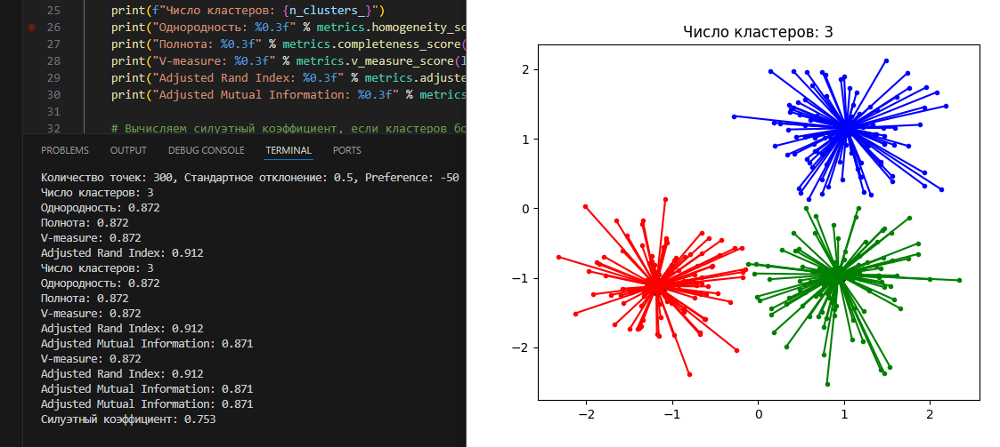 25 print(f"Число кластеров: {n_clusters_}")
26 print("Однородность: %0.3f" % metrics.homogeneity_sc
27 print("Полнота: %0.3f" % metrics.completeness_score(
28 print("V-measure: %0.3f" % metrics.v_measure_score(l
29 print("Adjusted Rand Index: %0.3f" % metrics.adjuste
30 print("Adjusted Mutual Information: %0.3f" % metrics
31
32 # Вычисляем силуэтный коэффициент, если кластеров бо
PROBLEMS OUTPUT DEBUG CONSOLE TERMINAL PORTS
Количество точек: 300, Стандартное отклонение: 0.5, Preference: -50
Число кластеров: 3
Однородность: 0.872
Полнота: 0.872
V-measure: 0.872
Adjusted Rand Index: 0.912
Число кластеров: 3
Однородность: 0.872
Полнота: 0.872
V-measure: 0.872
Adjusted Rand Index: 0.912
Adjusted Mutual Information: 0.871
V-measure: 0.872
Adjusted Rand Index: 0.912
Adjusted Mutual Information: 0.871
Adjusted Mutual Information: 0.871
Силуэтный коэффициент: 0.753
Число кластеров: 3
2
1
0
−1
−2
−2 −1 0 1 2